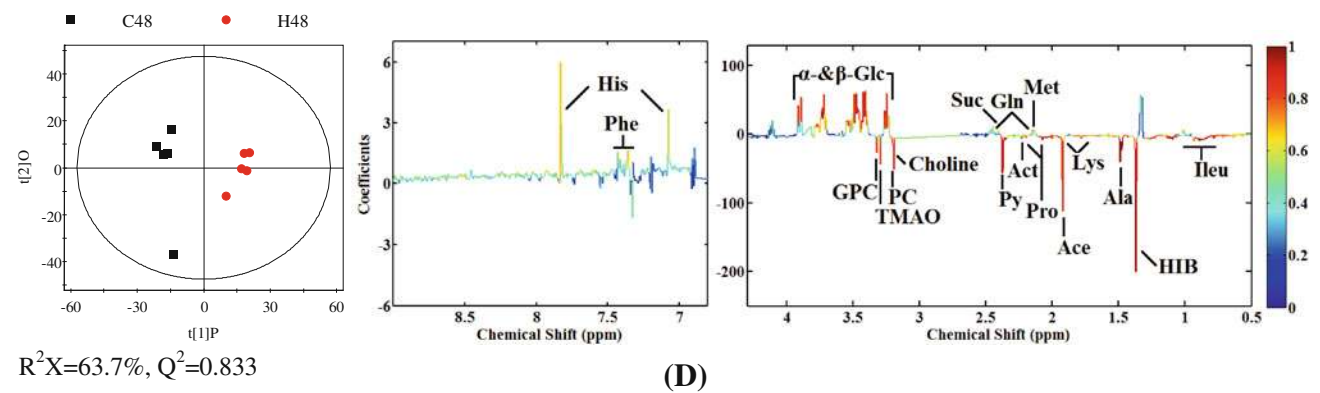 C48 H48
t[2]O
40
20
0
-20
-40
-60 -30 0 30 60
t[1]P
R²X=63.7%, Q²=0.833
Coefficients
6
3
0
-3
-6
His
Phe
8.5 8 7.5 7
Chemical Shift (ppm)
100
0
-100
-200
α-&β-Glc
Suc Gln Met
GPC PC Choline
TMAO
Py Act Pro Lys
Ace
Ala
HIB
Ileu
4 3.5 3 2.5 2 1.5 1 0.5
Chemical Shift (ppm)
1
0.8
0.6
0.4
0.2
0
(D)